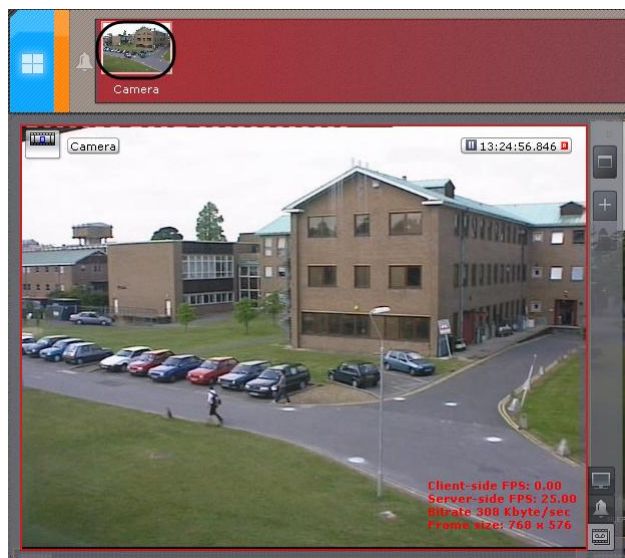 Camera
Camera
13:24:56.846
Client-side FPS: 0.00
Server-side FPS: 25.00
Bitrate 308 Kbyte/sec
Frame size: 768 x 576